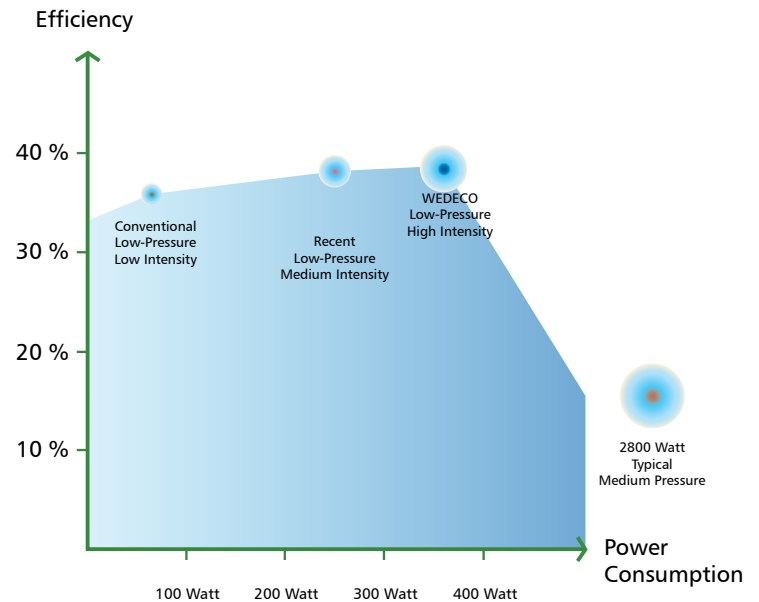 Efficiency
40 %
30 %
20 %
10 %
Conventional
Low-Pressure
Low Intensity
Recent
Low-Pressure
Medium Intensity
WEDECO
Low-Pressure
High Intensity
2800 Watt
Typical
Medium Pressure
Power
Consumption
100 Watt
200 Watt
300 Watt
400 Watt